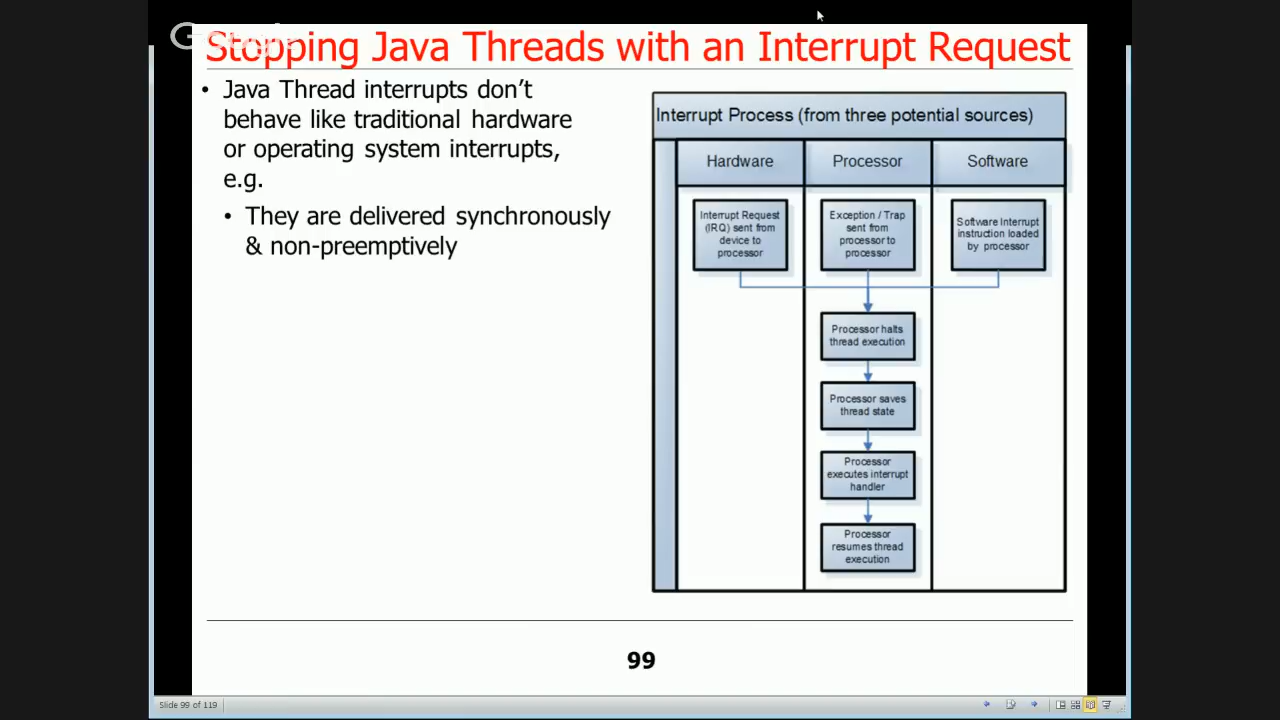 Google
Stopping Java Threads with an Interrupt Request
• Java Thread interrupts don’t
behave like traditional hardware
or operating system interrupts,
e.g.
• They are delivered synchronously
& non-preemptively
Interrupt Process (from three potential sources)
Hardware
Processor
Software
Interrupt Request
(IRQ) sent from
device to
processor
Exception / Trap
sent from
processor to
processor
Software Interrupt
instruction loaded
by processor
Processor halts
thread execution
Processor saves
thread state
Processor
executes interrupt
handler
Processor
resumes thread
execution
99
Slide 99 of 119